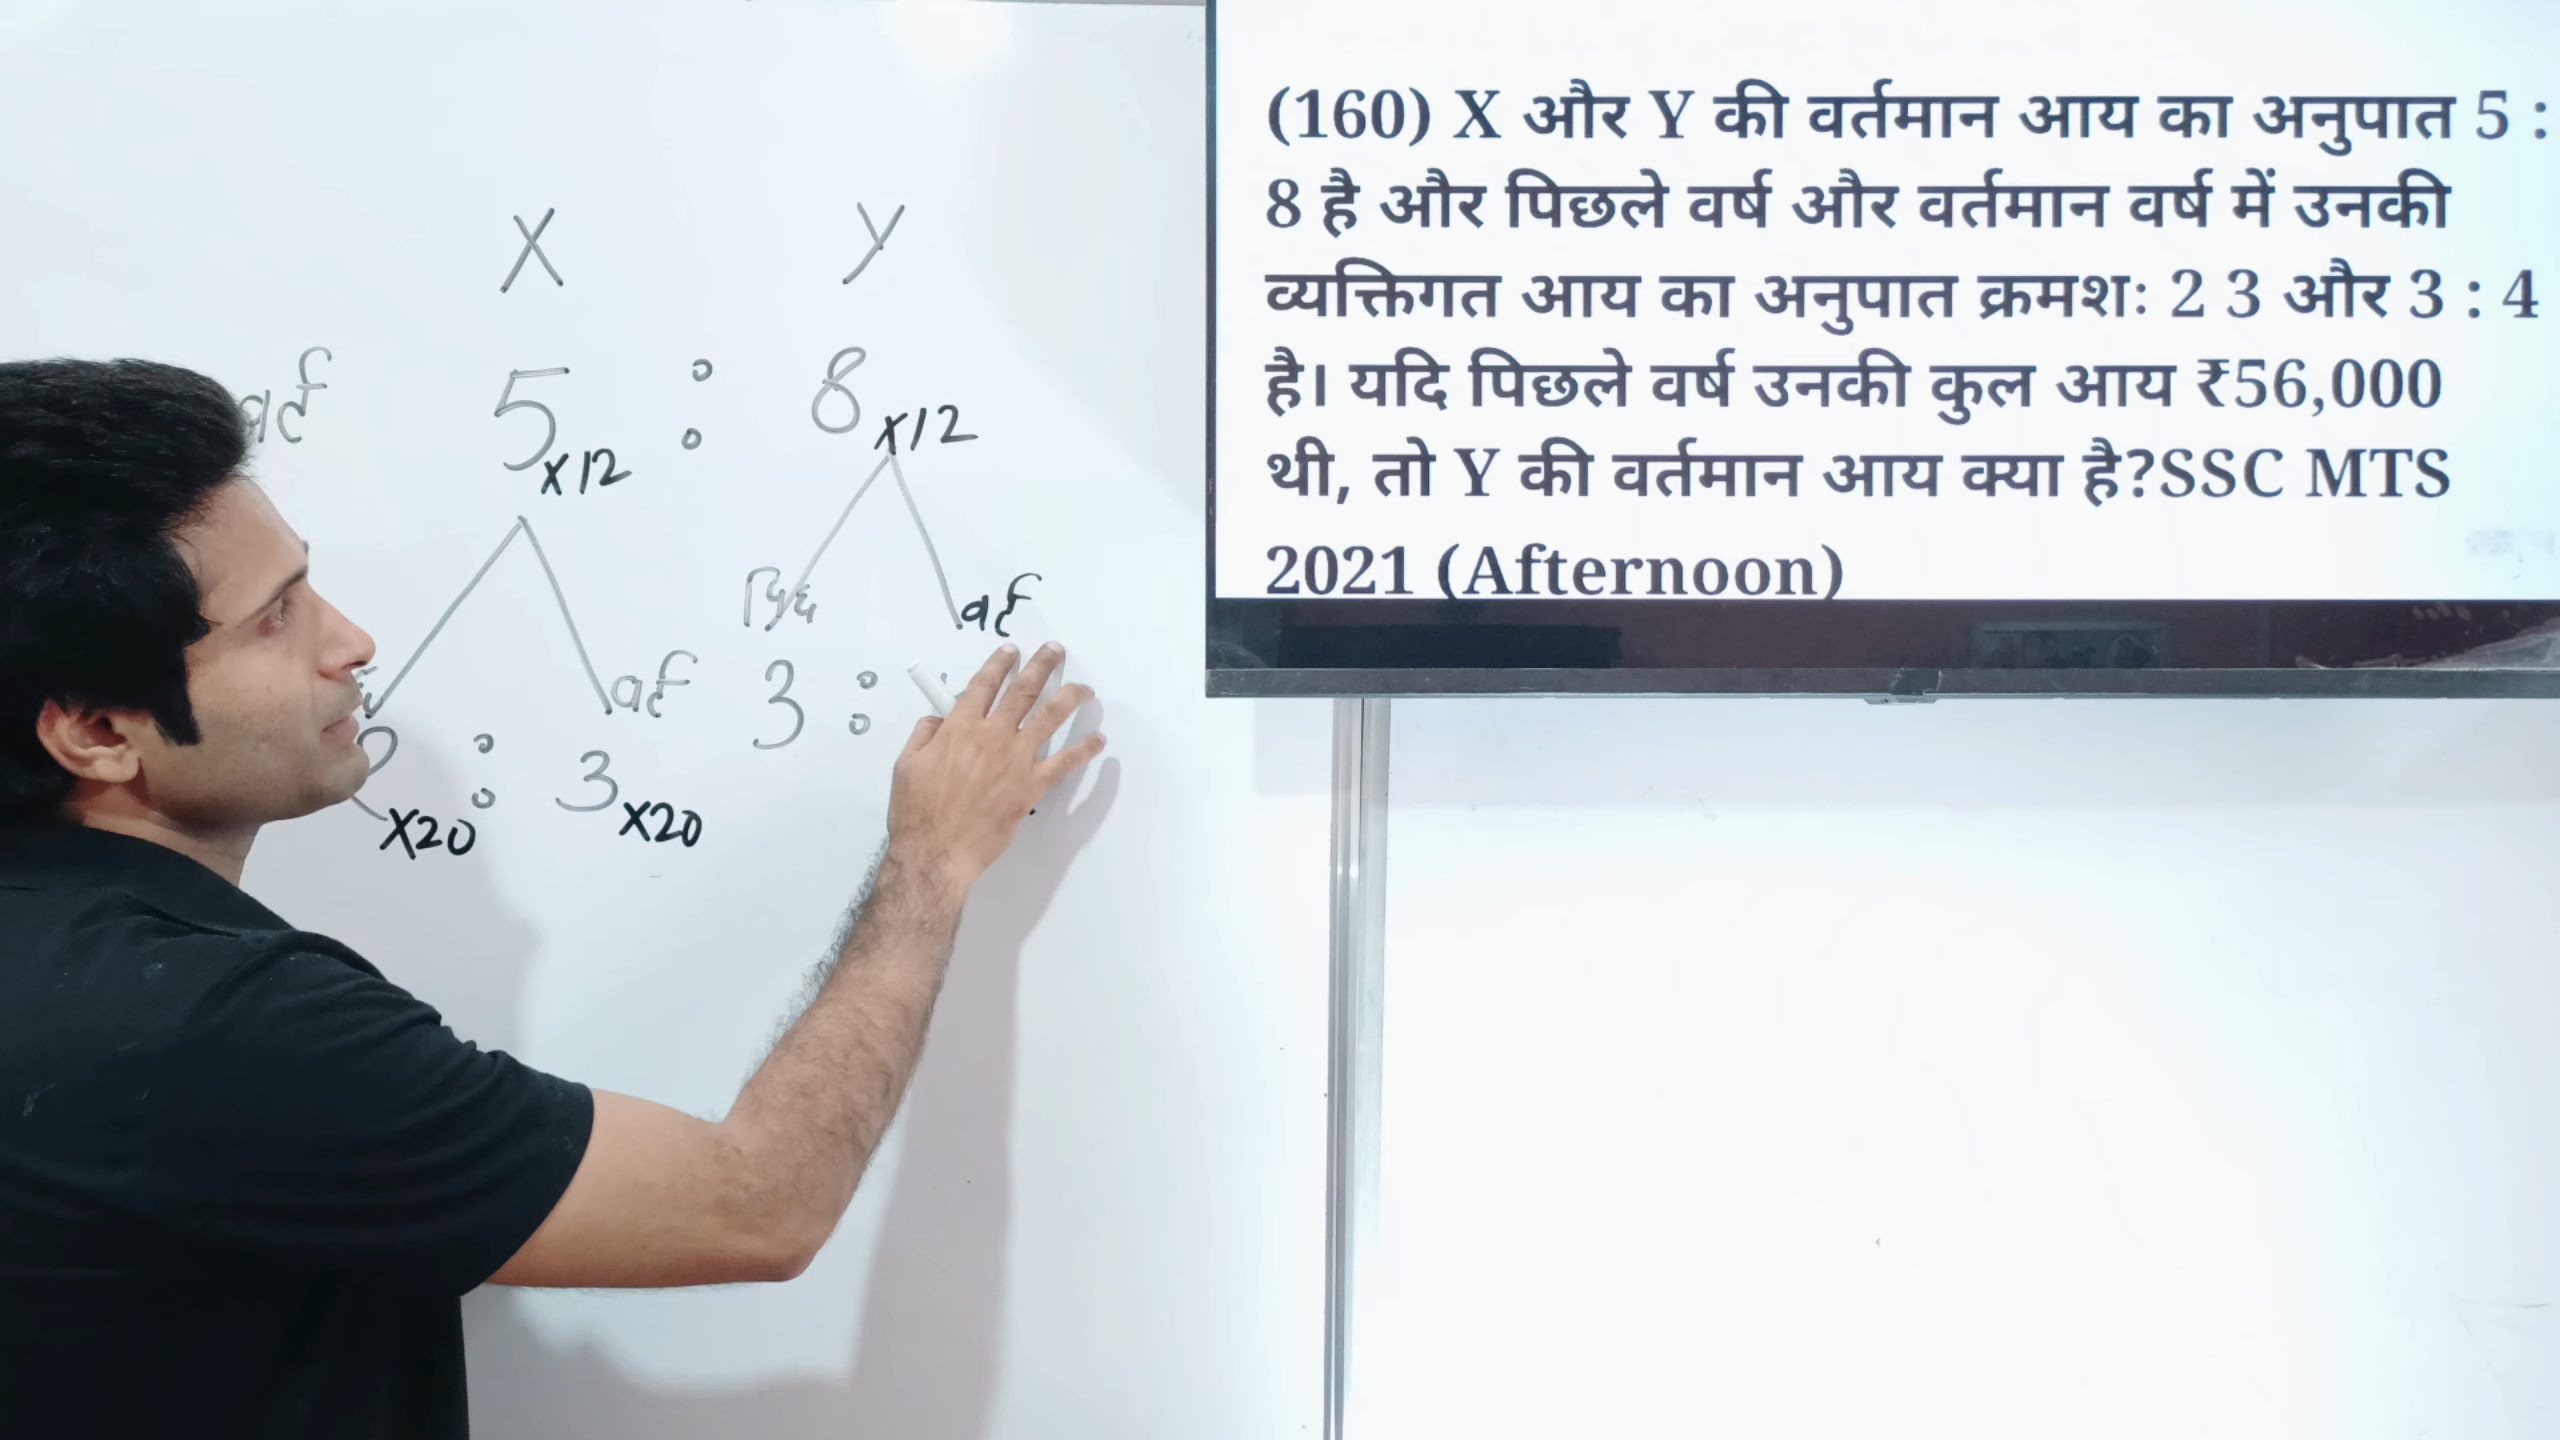 X Y
वर्त 5 : 8
x12 x12
पिछ वर्त
वर्त 3 :
2 : 3
x20 x20
(160) X और Y की वर्तमान आय का अनुपात 5 :
8 है और पिछले वर्ष और वर्तमान वर्ष में उनकी
व्यक्तिगत आय का अनुपात क्रमशः 2 3 और 3 : 4
है। यदि पिछले वर्ष उनकी कुल आय ₹56,000
थी, तो Y की वर्तमान आय क्या है?SSC MTS
2021 (Afternoon)